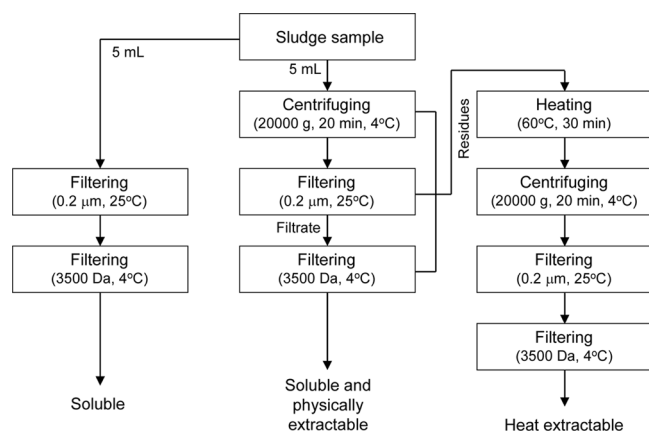 Sludge sample
5 mL
5 mL
Filtering
(0.2 μm, 25°C)
Filtering
(3500 Da, 4°C)
Soluble
Centrifuging
(20000 g, 20 min, 4°C)
Filtering
(0.2 μm, 25°C)
Filtrate
Filtering
(3500 Da, 4°C)
Soluble and
physically
extractable
Residues
Heating
(60°C, 30 min)
Centrifuging
(20000 g, 20 min, 4°C)
Filtering
(0.2 μm, 25°C)
Filtering
(3500 Da, 4°C)
Heat extractable